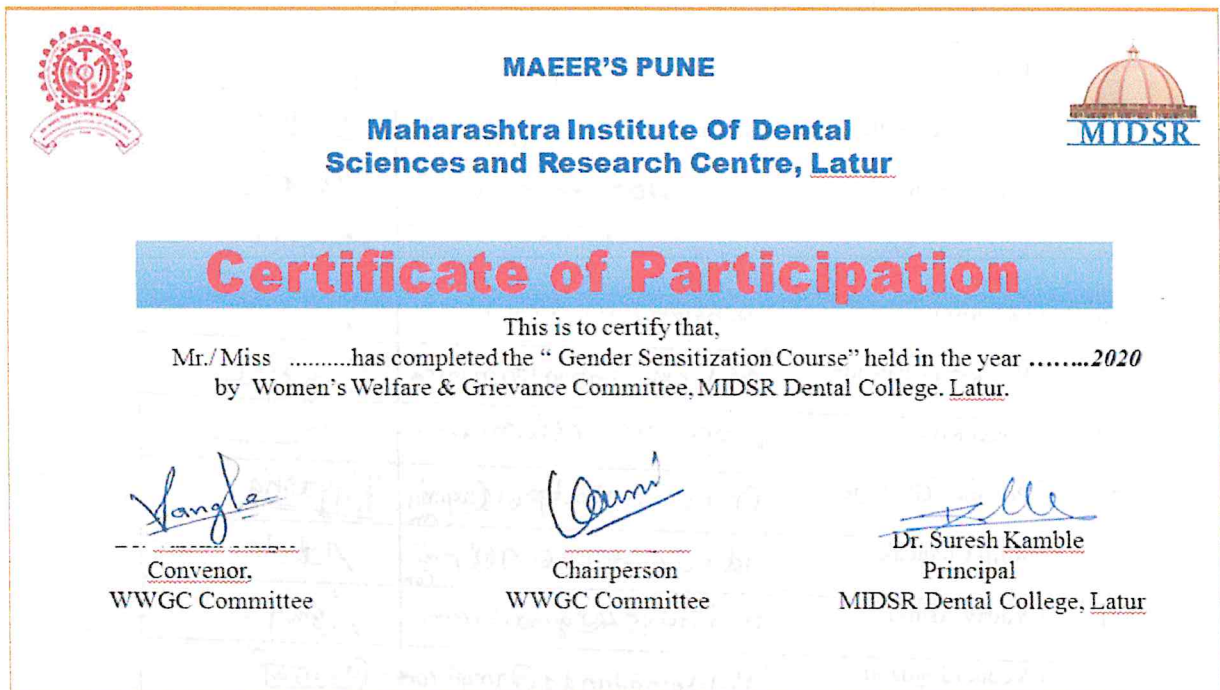 MAEER'S PUNE
MIDSR
Maharashtra Institute Of Dental
Sciences and Research Centre, Latur
Certificate of Participation
This is to certify that,
Mr./ Miss ..........has completed the “ Gender Sensitization Course” held in the year ........2020
by Women's Welfare & Grievance Committee, MIDSR Dental College. Latur.
Dr. Suresh Kamble
Convenor,
Chairperson
Principal
WWGC Committee
WWGC Committee
MIDSR Dental College, Latur